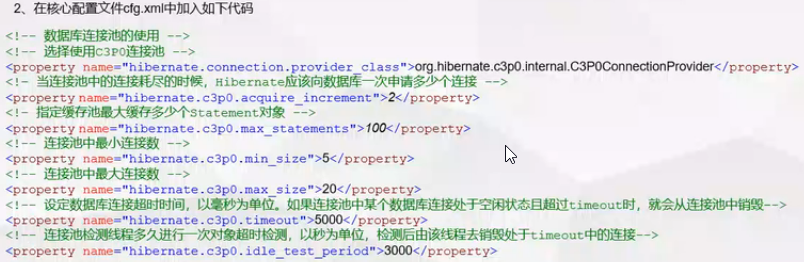 2、在核心配置文件cfg.xml中加入如下代码
<!-- 数据库连接池的使用 -->
<!-- 选择使用C3P0连接池 -->
<property name="hibernate.connection.provider_class">org.hibernate.c3p0.internal.C3P0ConnectionProvider</property>
<!– 当连接池中的连接耗尽的时候，Hibernate应该向数据库一次申请多少个连接 -->
<property name="hibernate.c3p0.acquire_increment">2</property>
<!– 指定缓存池最大缓存多少个Statement对象 -->
<property name="hibernate.c3p0.max_statements">100</property>
<!-- 连接池中最小连接数 -->
<property name="hibernate.c3p0.min_size">5</property>
<!-- 连接池中最大连接数 -->
<property name="hibernate.c3p0.max_size">20</property>
<!-- 设定数据库连接超时时间，以毫秒为单位。如果连接池中某个数据库连接处于空闲状态且超过timeout时，就会从连接池中销毁-->
<property name="hibernate.c3p0.timeout">5000</property>
<!-- 连接池检测线程多久进行一次对象超时检测，以秒为单位，检测后由该线程去销毁处于timeout中的连接-->
<property name="hibernate.c3p0.idle_test_period">3000</property>